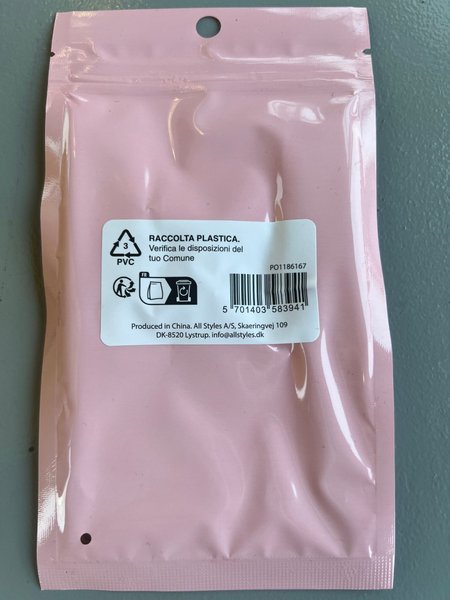 3
PVC
RACCOLTA PLASTICA.
Verifica le disposizioni del
tuo Comune
FR
PO1186167
5 701403 583941
Produced in China. All Styles A/S, Skaeringvej 109
DK-8520 Lystrup. info@allstyles.dk